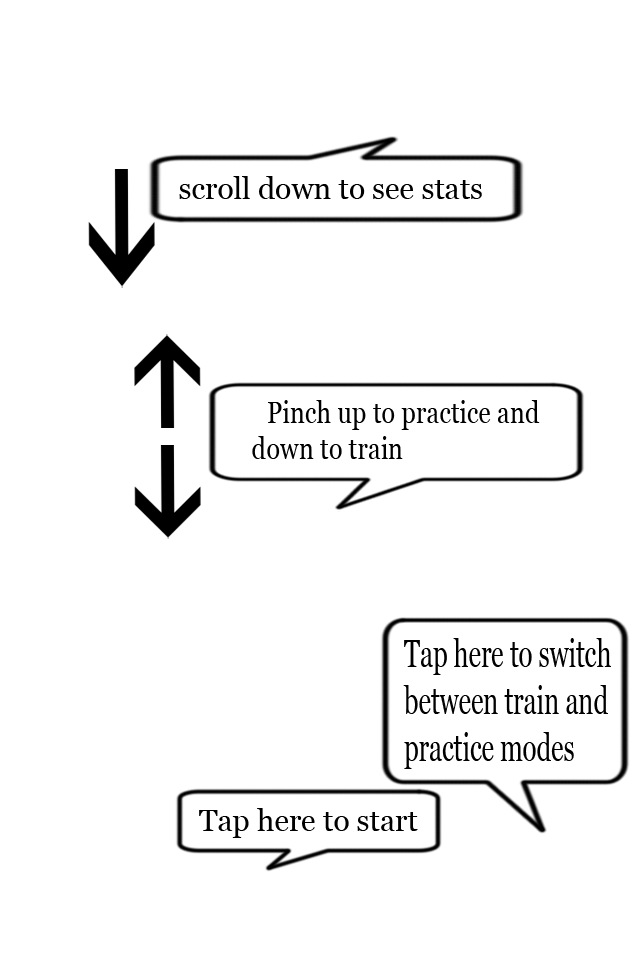 scroll down to see stats
Pinch up to practice and
down to train
Tap here to switch
between train and
practice modes
Tap here to start